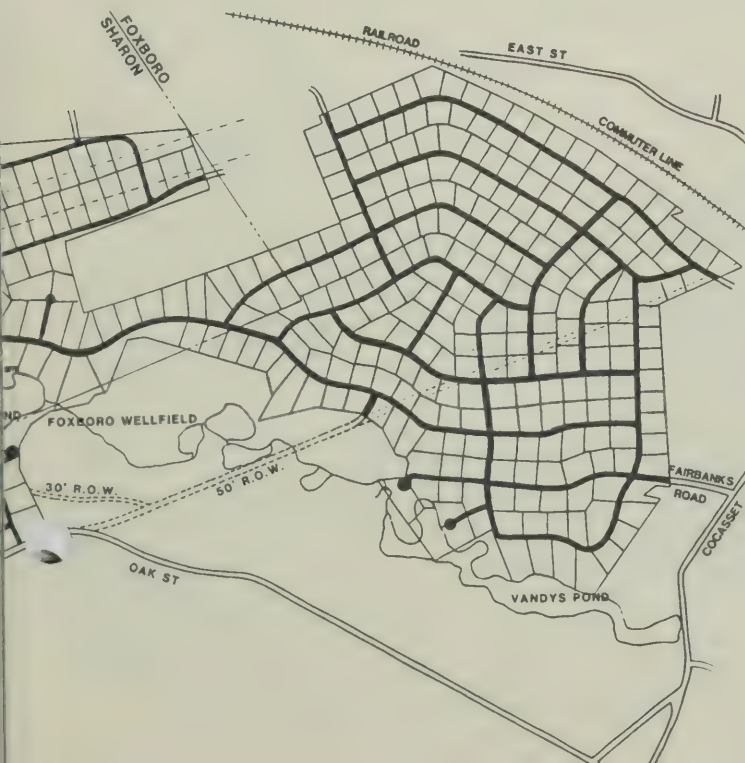 FOXBORO
SHARON
RAILROAD
EAST ST
COMMUTER LINE
FOXBORO WELLFIELD
30' R.O.W.
50' R.O.W.
OAK ST
FAIRBANKS
ROAD
COCASSET
VANDYS POND